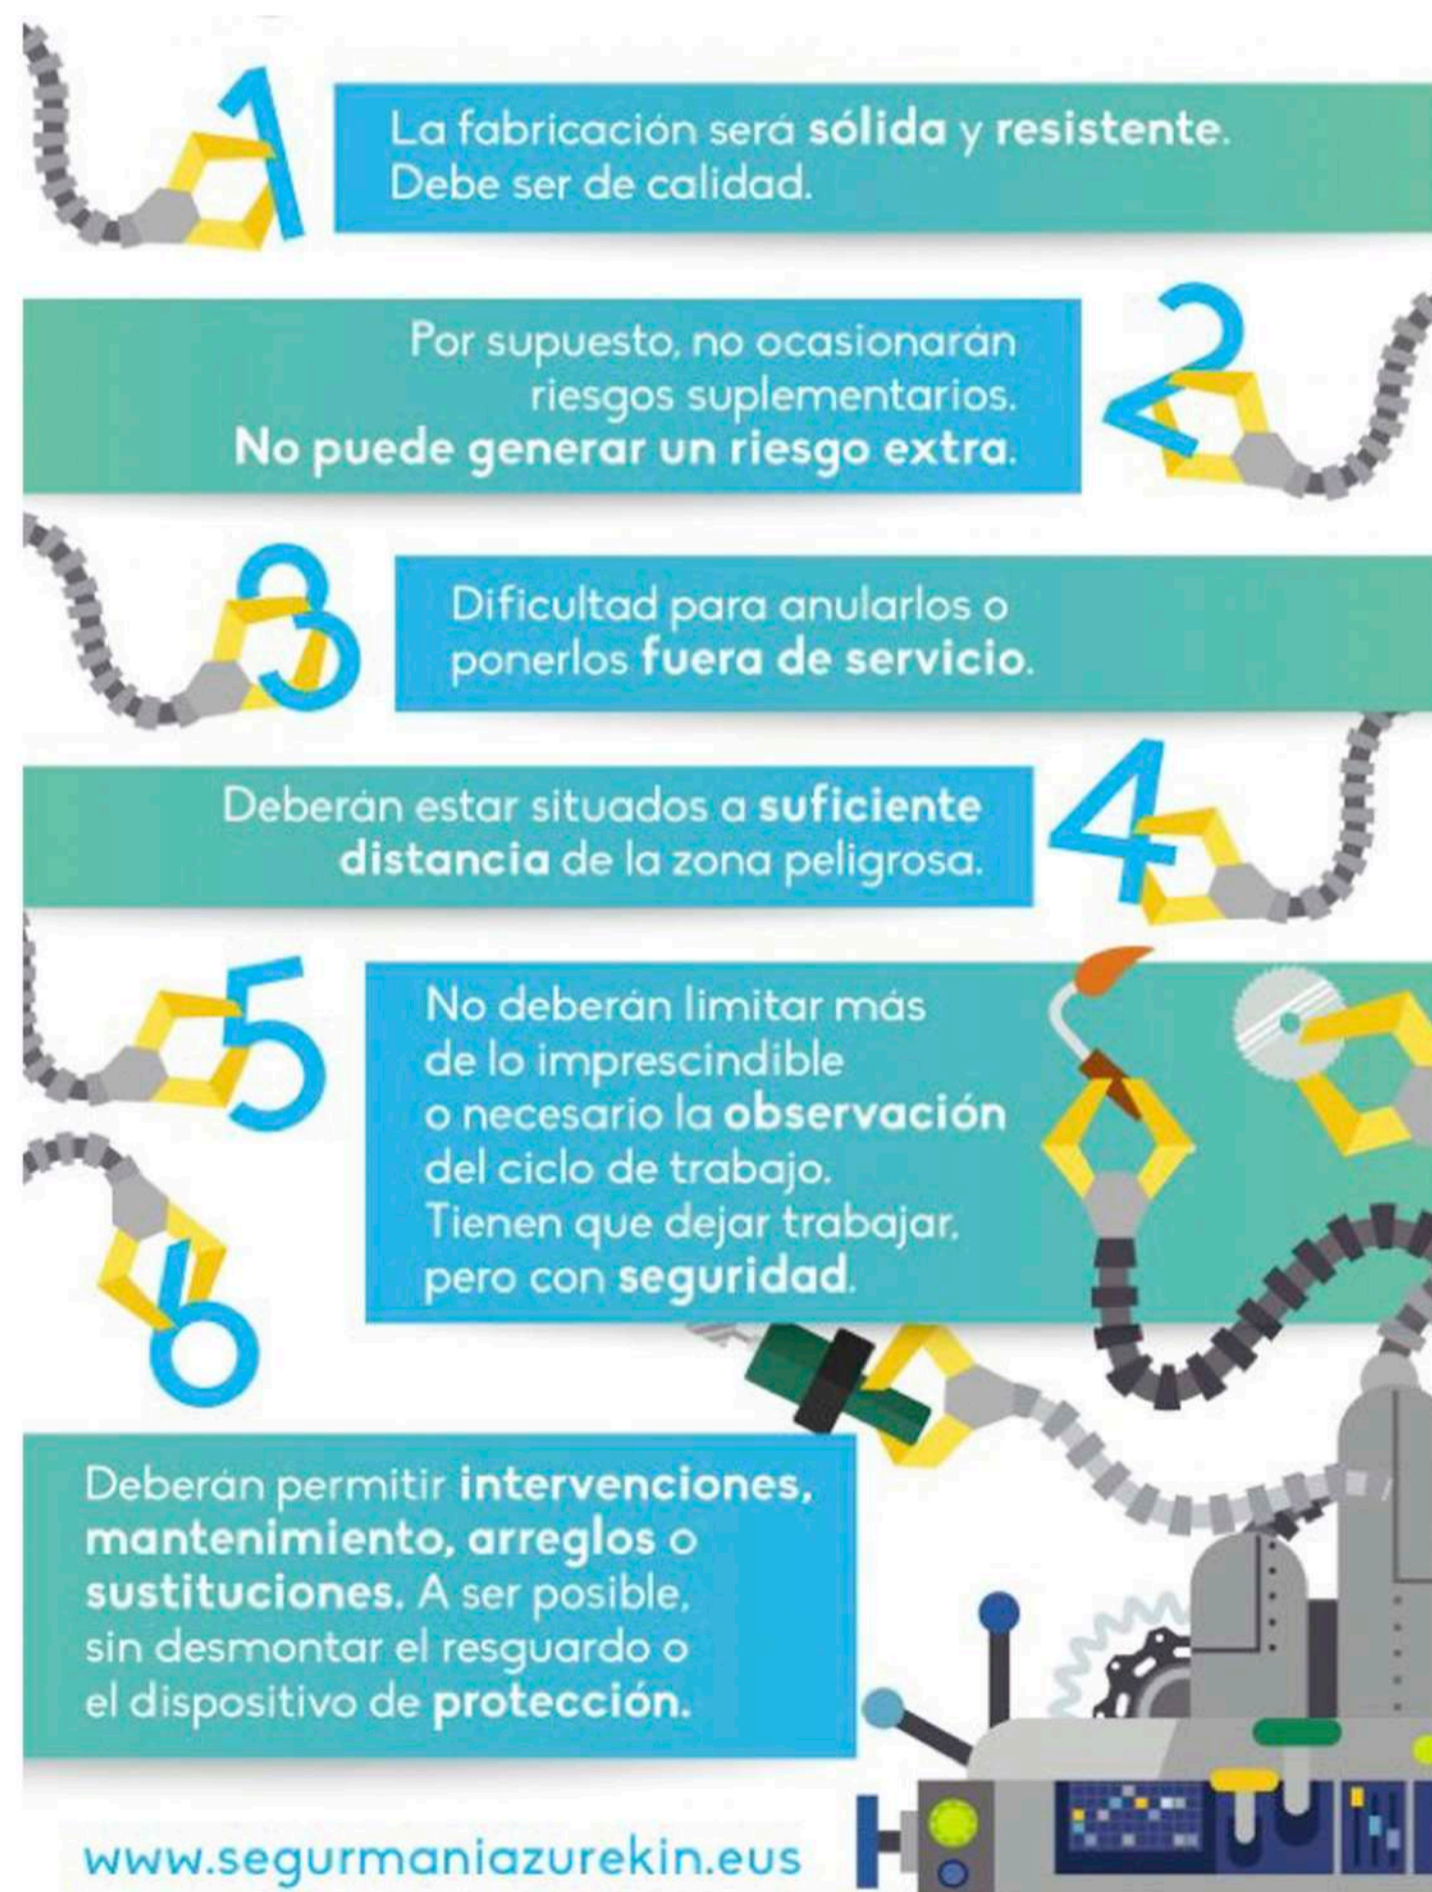 1
La fabricación será sólida y resistente.
Debe ser de calidad.
2
Por supuesto, no ocasionarán
riesgos suplementarios.
No puede generar un riesgo extra.
3
Dificultad para anularlos o
ponerlos fuera de servicio.
4
Deberán estar situados a suficiente
distancia de la zona peligrosa.
5
No deberán limitar más
de lo imprescindible
o necesario la observación
del ciclo de trabajo.
Tienen que dejar trabajar,
pero con seguridad.
6
Deberán permitir intervenciones,
mantenimiento, arreglos o
sustituciones. A ser posible,
sin desmontar el resguardo o
el dispositivo de protección.
www.segurmaniazurekin.eus